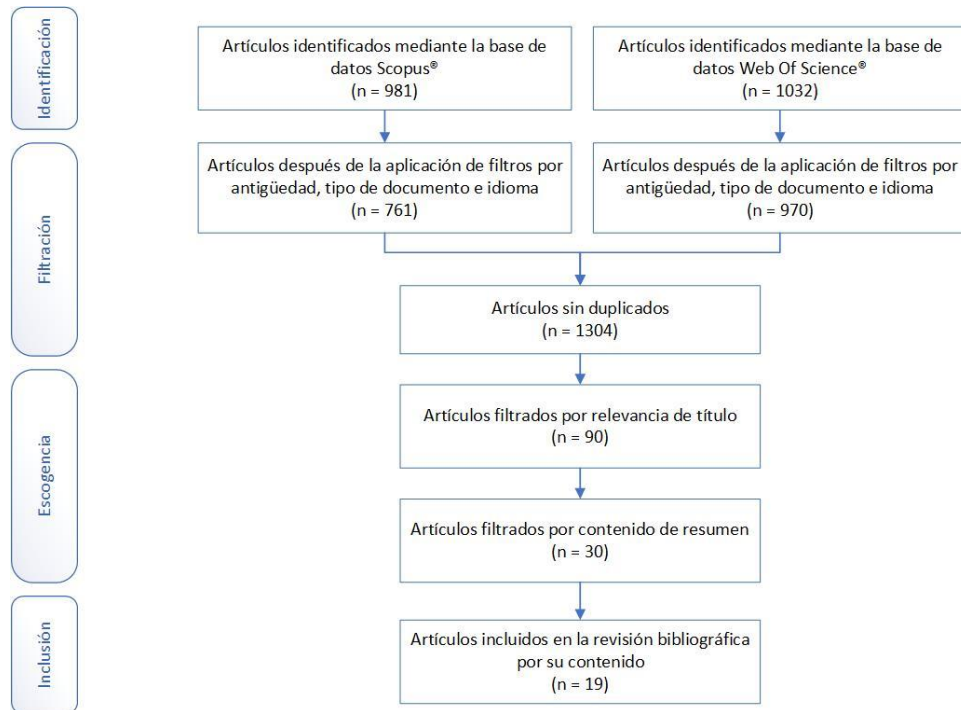 Identificación
Artículos identificados mediante la base de
datos Scopus®
(n = 981)
Artículos identificados mediante la base de
datos Web Of Science®
(n = 1032)
Filtración
Artículos después de la aplicación de filtros por
antigüedad, tipo de documento e idioma
(n = 761)
Artículos después de la aplicación de filtros por
antigüedad, tipo de documento e idioma
(n = 970)
Artículos sin duplicados
(n = 1304)
Escogencia
Artículos filtrados por relevancia de título
(n = 90)
Artículos filtrados por contenido de resumen
(n = 30)
Inclusión
Artículos incluidos en la revisión bibliográfica
por su contenido
(n = 19)